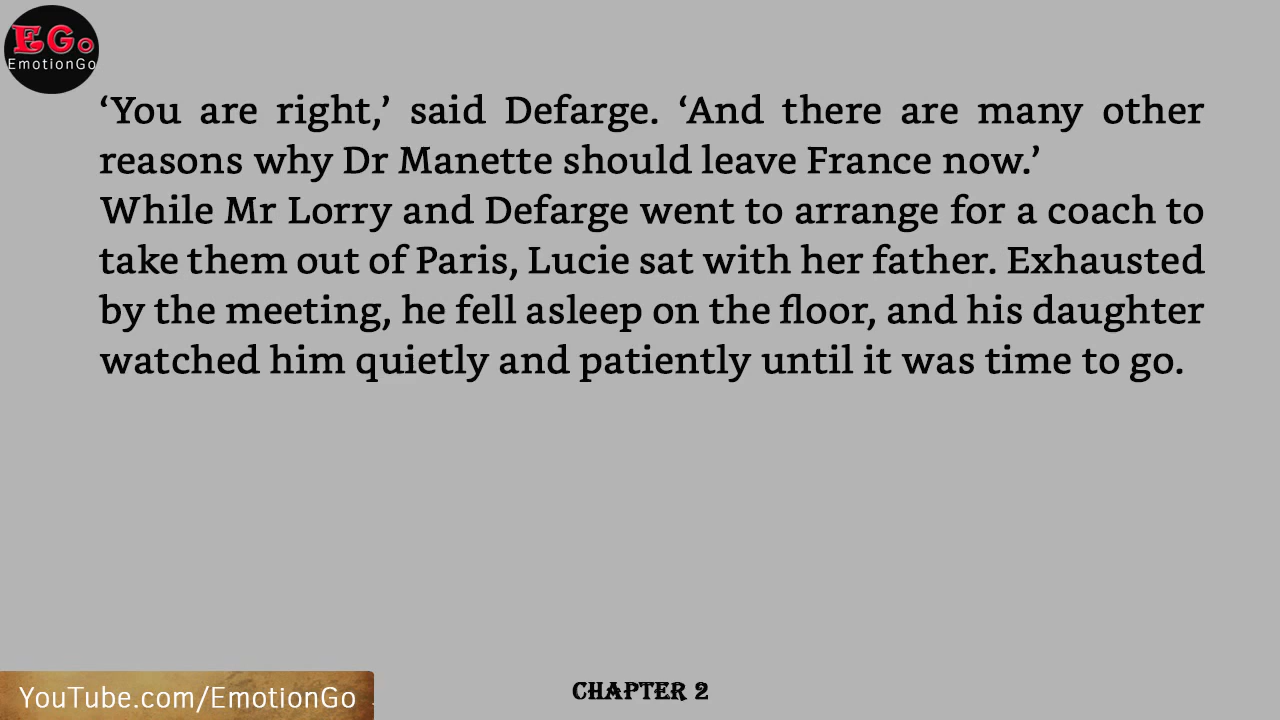 EGo
EmotionGo
‘You are right,’ said Defarge. ‘And there are many other
reasons why Dr Manette should leave France now.’
While Mr Lorry and Defarge went to arrange for a coach to
take them out of Paris, Lucie sat with her father. Exhausted
by the meeting, he fell asleep on the floor, and his daughter
watched him quietly and patiently until it was time to go.
YouTube.com/EmotionGo
CHAPTER 2